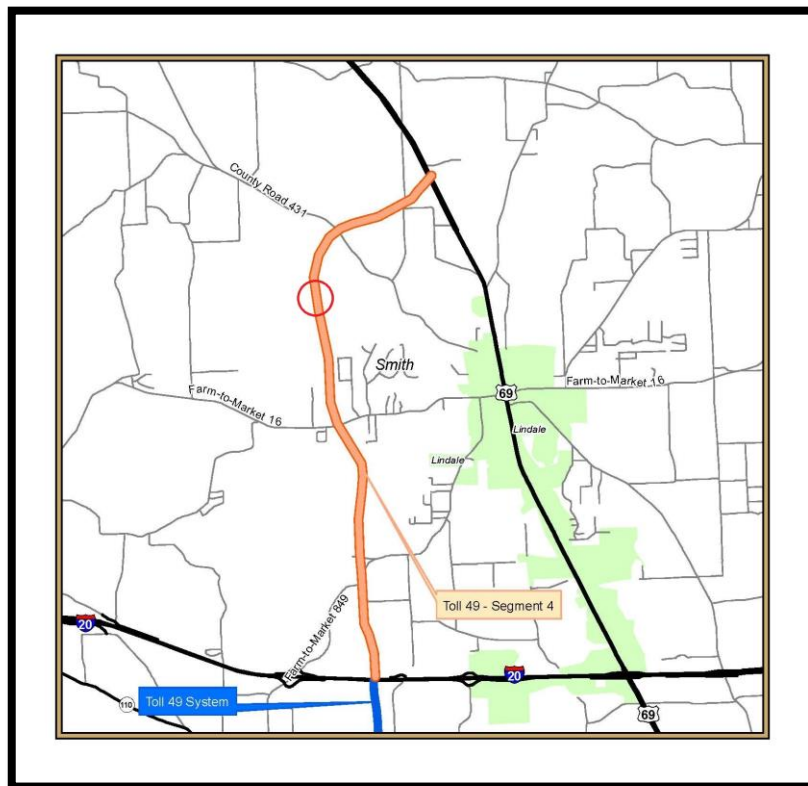 County Road 431
Smith
Farm-to-Market 16
69
Farm-to-Market 16
Lindale
Lindale
Toll 49 - Segment 4
Farm-to-Market 849
20
20
110
Toll 49 System
69